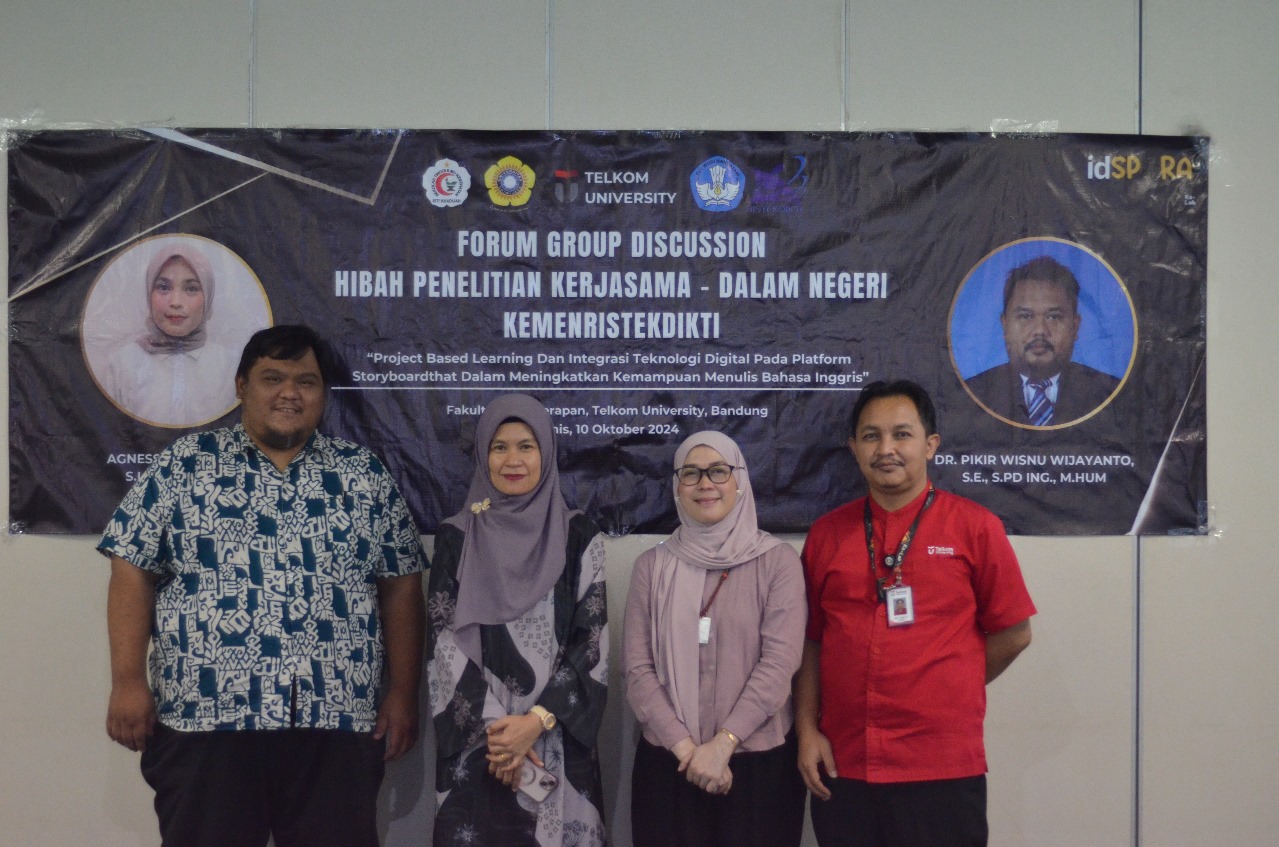 TELKOM
UNIVERSITY
idSP RA
FORUM GROUP DISCUSSION
HIBAH PENELITIAN KERJASAMA - DALAM NEGERI
KEMENRISTEKDIKTI
“Project Based Learning Dan Integrasi Teknologi Digital Pada Platform
Storyboardthat Dalam Meningkatkan Kemampuan Menulis Bahasa Inggris”
Telkom University, Bandung
10 Oktober 2024
DR. PIKIR WISNU WIJAYANTO,
S.E., S.PD ING., M.HUM
Telkom